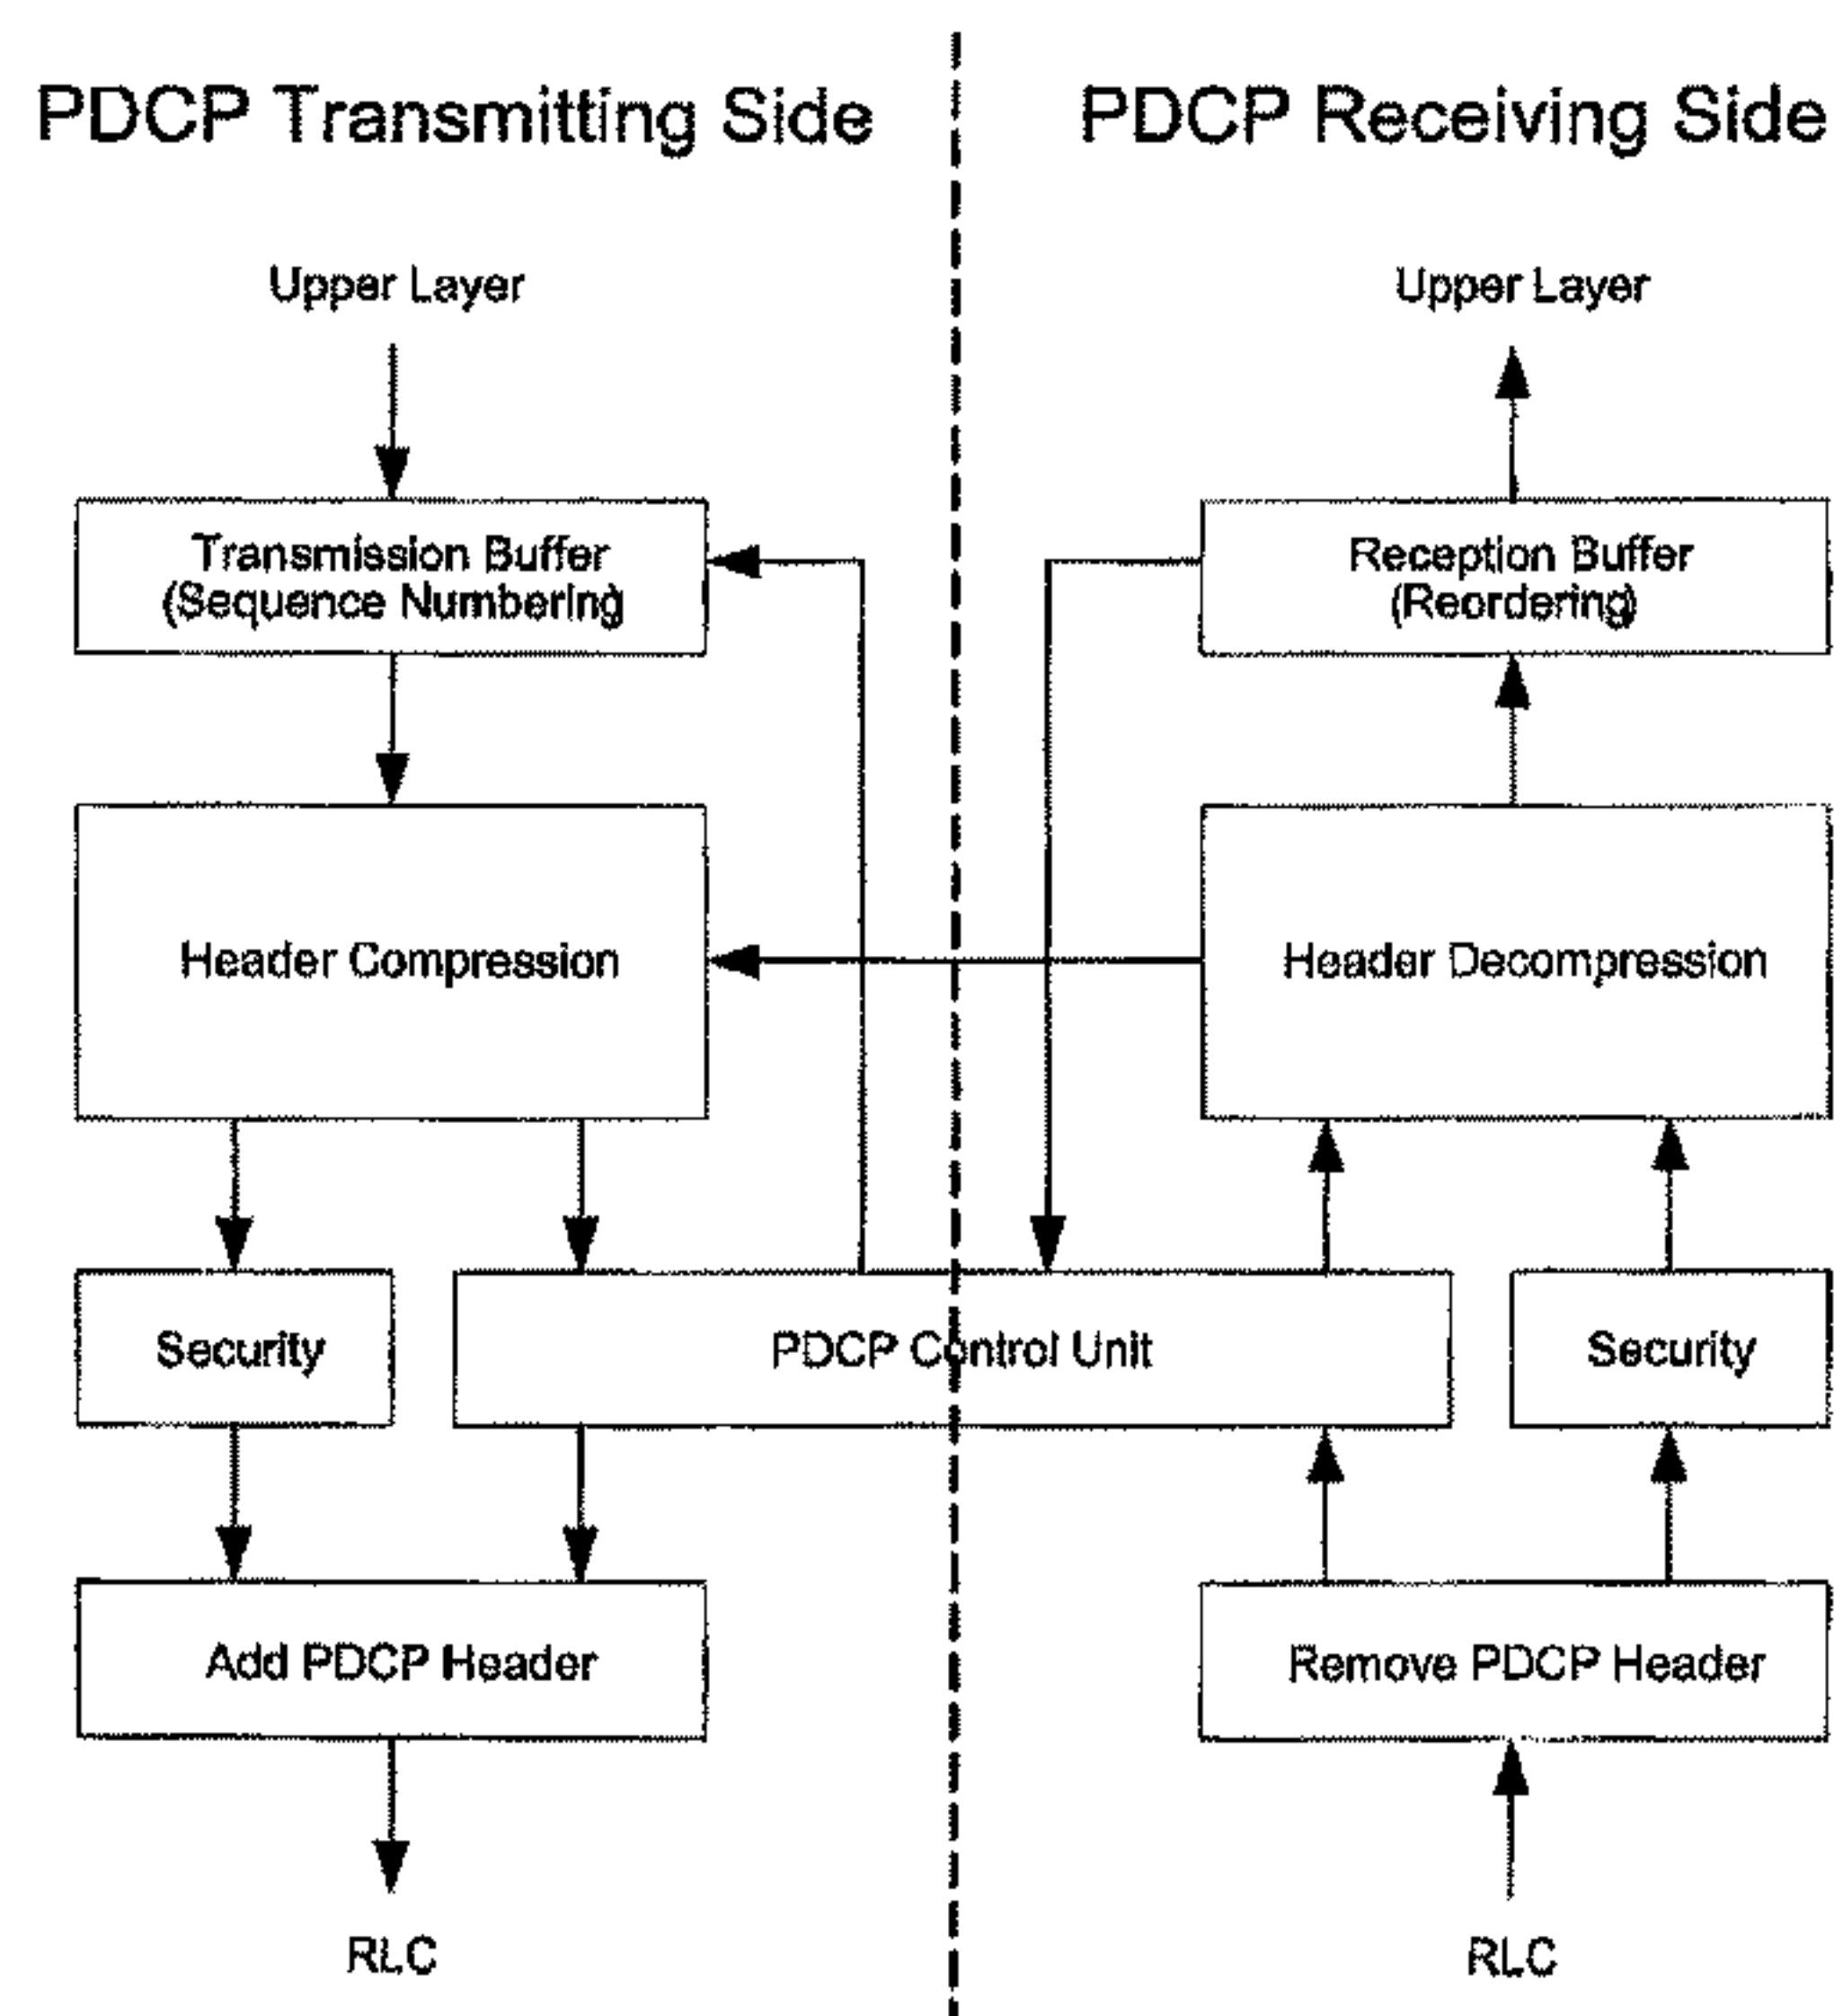 PDCP Transmitting Side
PDCP Receiving Side
Upper Layer
Upper Layer
Transmission Buffer
(Sequence Numbering)
Reception Buffer
(Reordering)
Header Compression
Header Decompression
Security
PDCP Control Unit
Security
Add PDCP Header
Remove PDCP Header
RLC
RLC